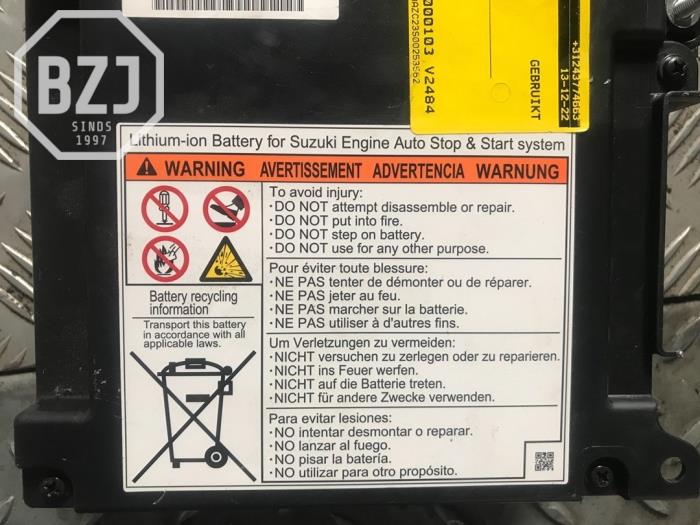 BZJ
SINDS
1997
000103 V2484
GEBRUIKT
+31243774663
13-12-22
Lithium-ion Battery for Suzuki Engine Auto Stop & Start system
WARNING AVERTISSEMENT ADVERTENCIA WARNUNG
To avoid injury:
·DO NOT attempt disassemble or repair.
·DO NOT put into fire.
·DO NOT step on battery.
·DO NOT use for any other purpose.
Pour éviter toute blessure:
·NE PAS tenter de démonter ou de réparer.
·NE PAS jeter au feu.
·NE PAS marcher sur la batterie.
·NE PAS utiliser à d'autres fins.
Battery recycling
information
Transport this battery
in accordance with all
applicable laws.
Um Verletzungen zu vermeiden:
·NICHT versuchen zu zerlegen oder zu reparieren.
·NICHT ins Feuer werfen.
·NICHT auf die Batterie treten.
·NICHT für andere Zwecke verwenden.
Para evitar lesiones:
·NO intentar desmontar o reparar.
·NO lanzar al fuego.
·NO pisar la batería.
·NO utilizar para otro propósito.